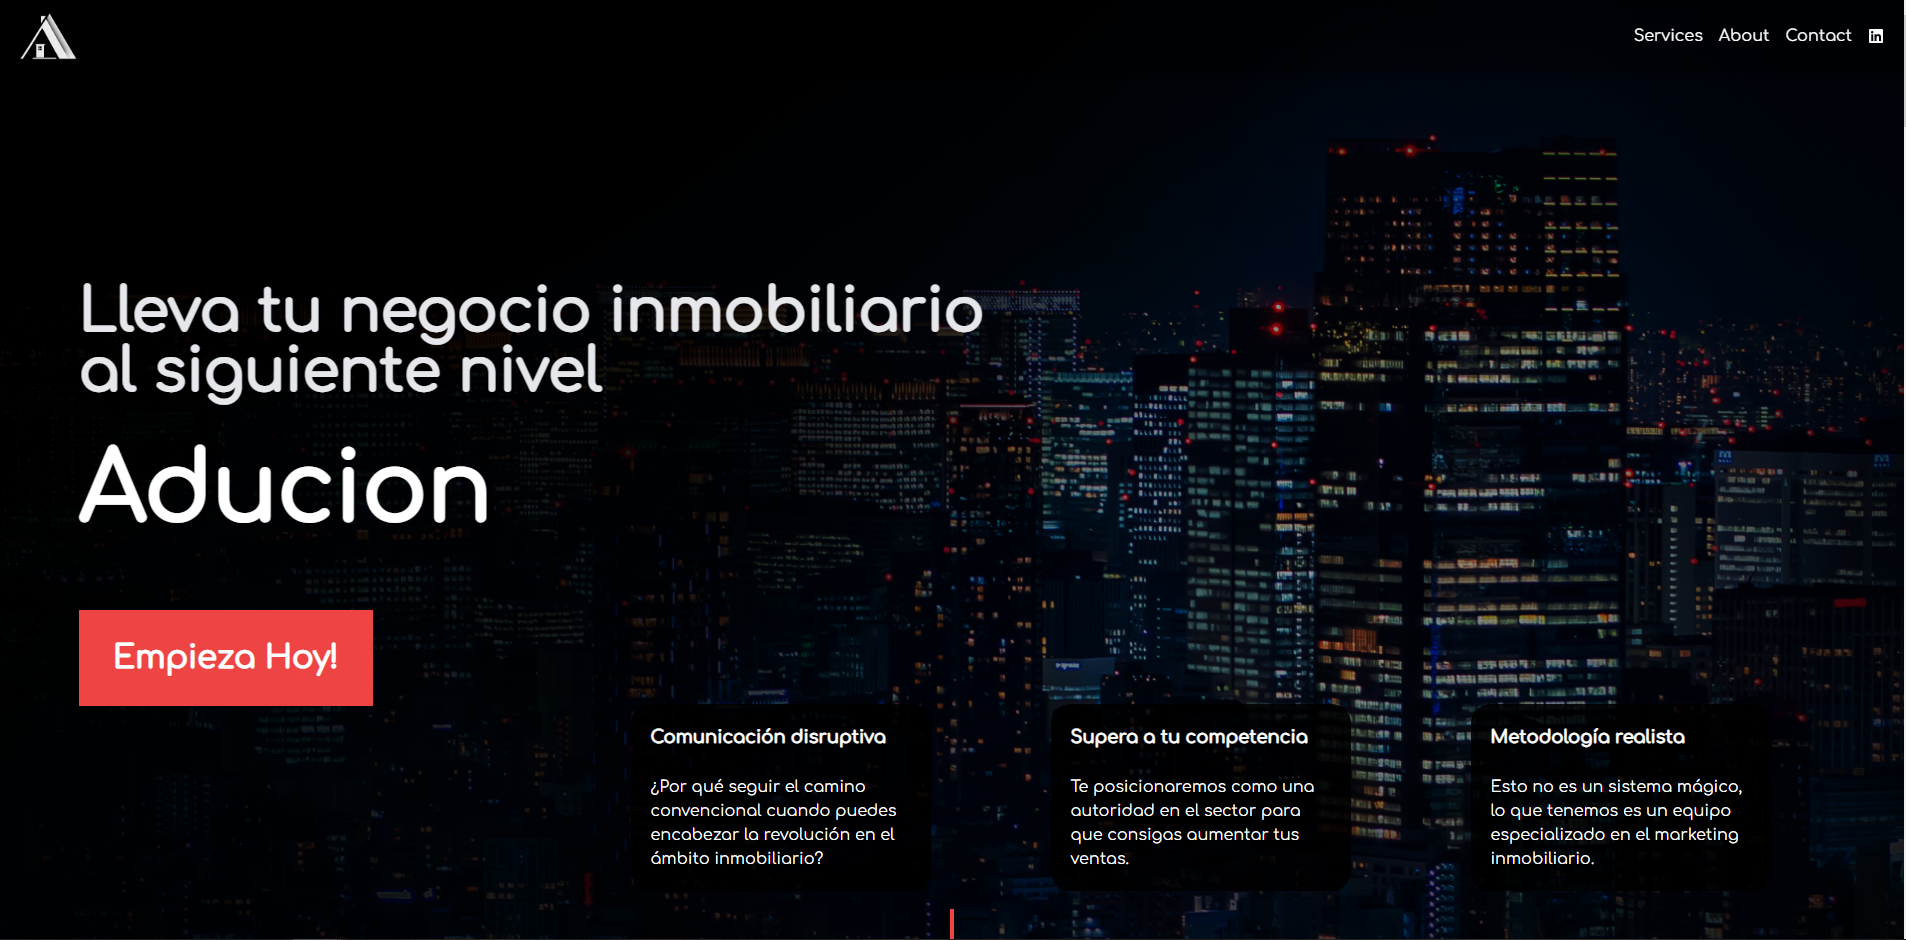 Services About Contact
Lleva tu negocio inmobiliario
al siguiente nivel
Aducion
Empieza Hoy!
Comunicación disruptiva
¿Por qué seguir el camino
convencional cuando puedes
encabezar la revolución en el
ámbito inmobiliario?
Supera a tu competencia
Te posicionaremos como una
autoridad en el sector para
que consigas aumentar tus
ventas.
Metodología realista
Esto no es un sistema mágico,
lo que tenemos es un equipo
especializado en el marketing
inmobiliario.